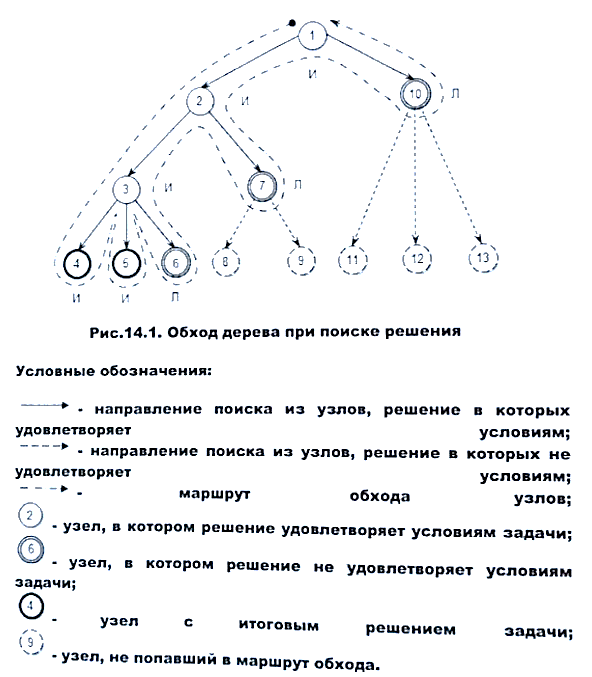 1
И
2
И
10
Л
3
И
7
Л
4
5
6
8
9
11
12
13
И
И
Л
Рис.14.1. Обход дерева при поиске решения
Условные обозначения:
- направление поиска из узлов, решение в которых
удовлетворяет условиям;
- направление поиска из узлов, решение в которых не
удовлетворяет условиям;
- маршрут обхода узлов;
2
- узел, в котором решение удовлетворяет условиям задачи;
6
- узел, в котором решение не удовлетворяет условиям
задачи;
4
- узел с итоговым решением задачи;
9
- узел, не попавший в маршрут обхода.